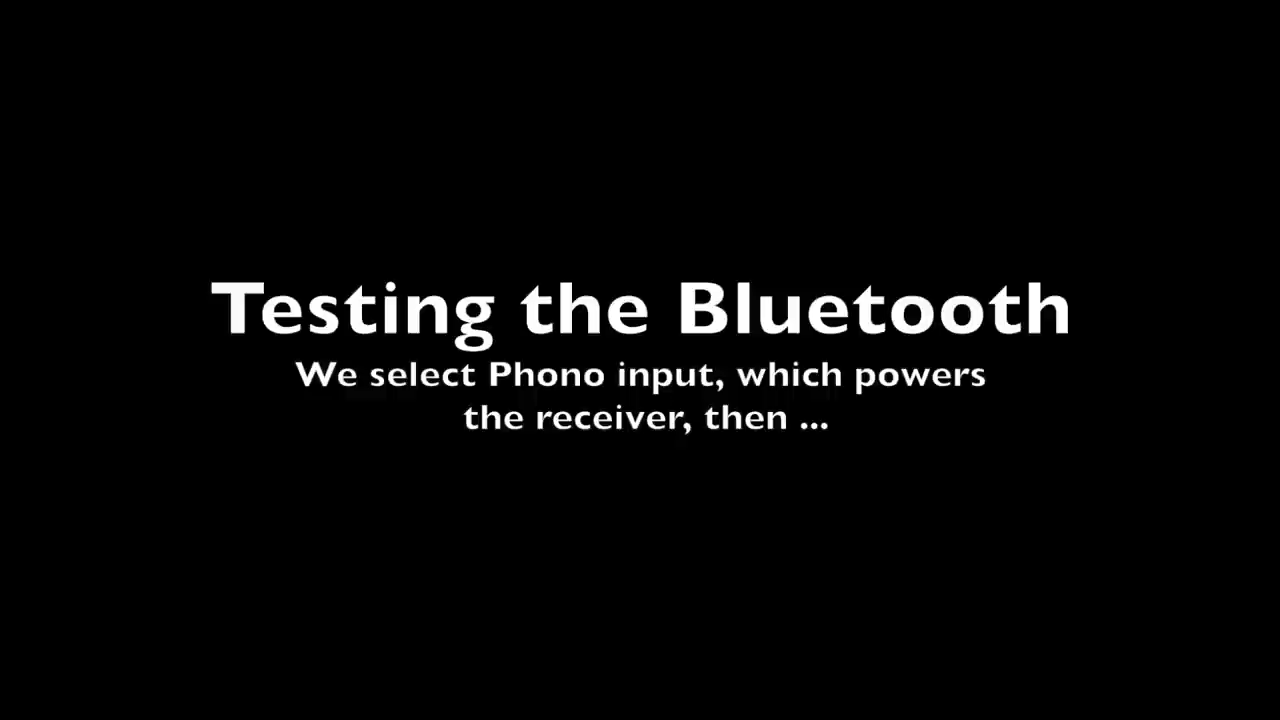 Testing the Bluetooth
We select Phono input, which powers
the receiver, then ...